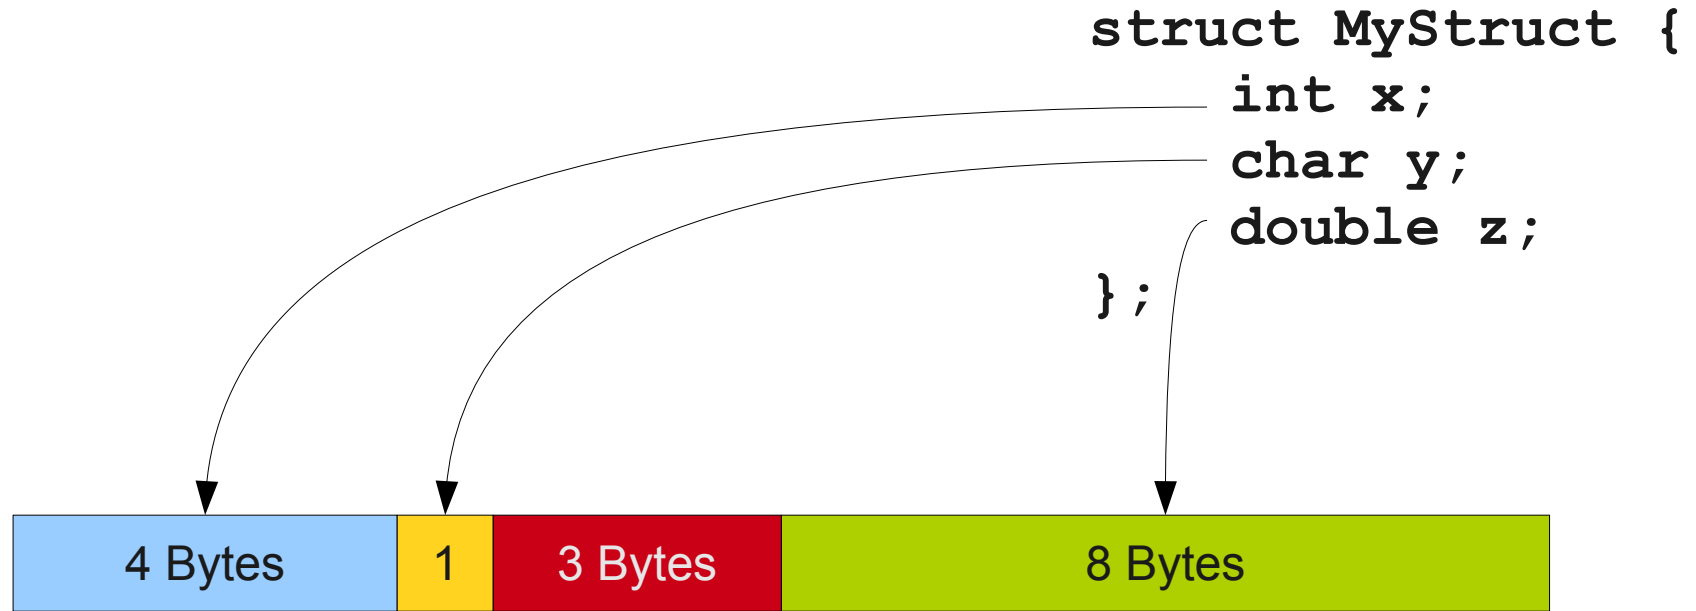 struct MyStruct {
int x;
char y;
double z;
};
4 Bytes
1
3 Bytes
8 Bytes